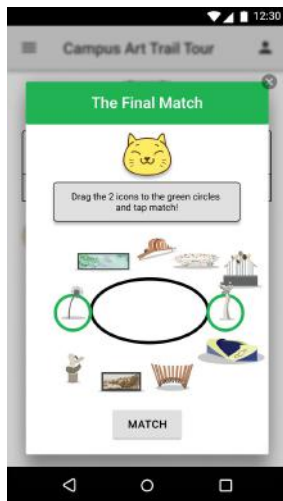 12:30
Campus Art Trail Tour
The Final Match
Drag the 2 icons to the green circles
and tap match!
MATCH